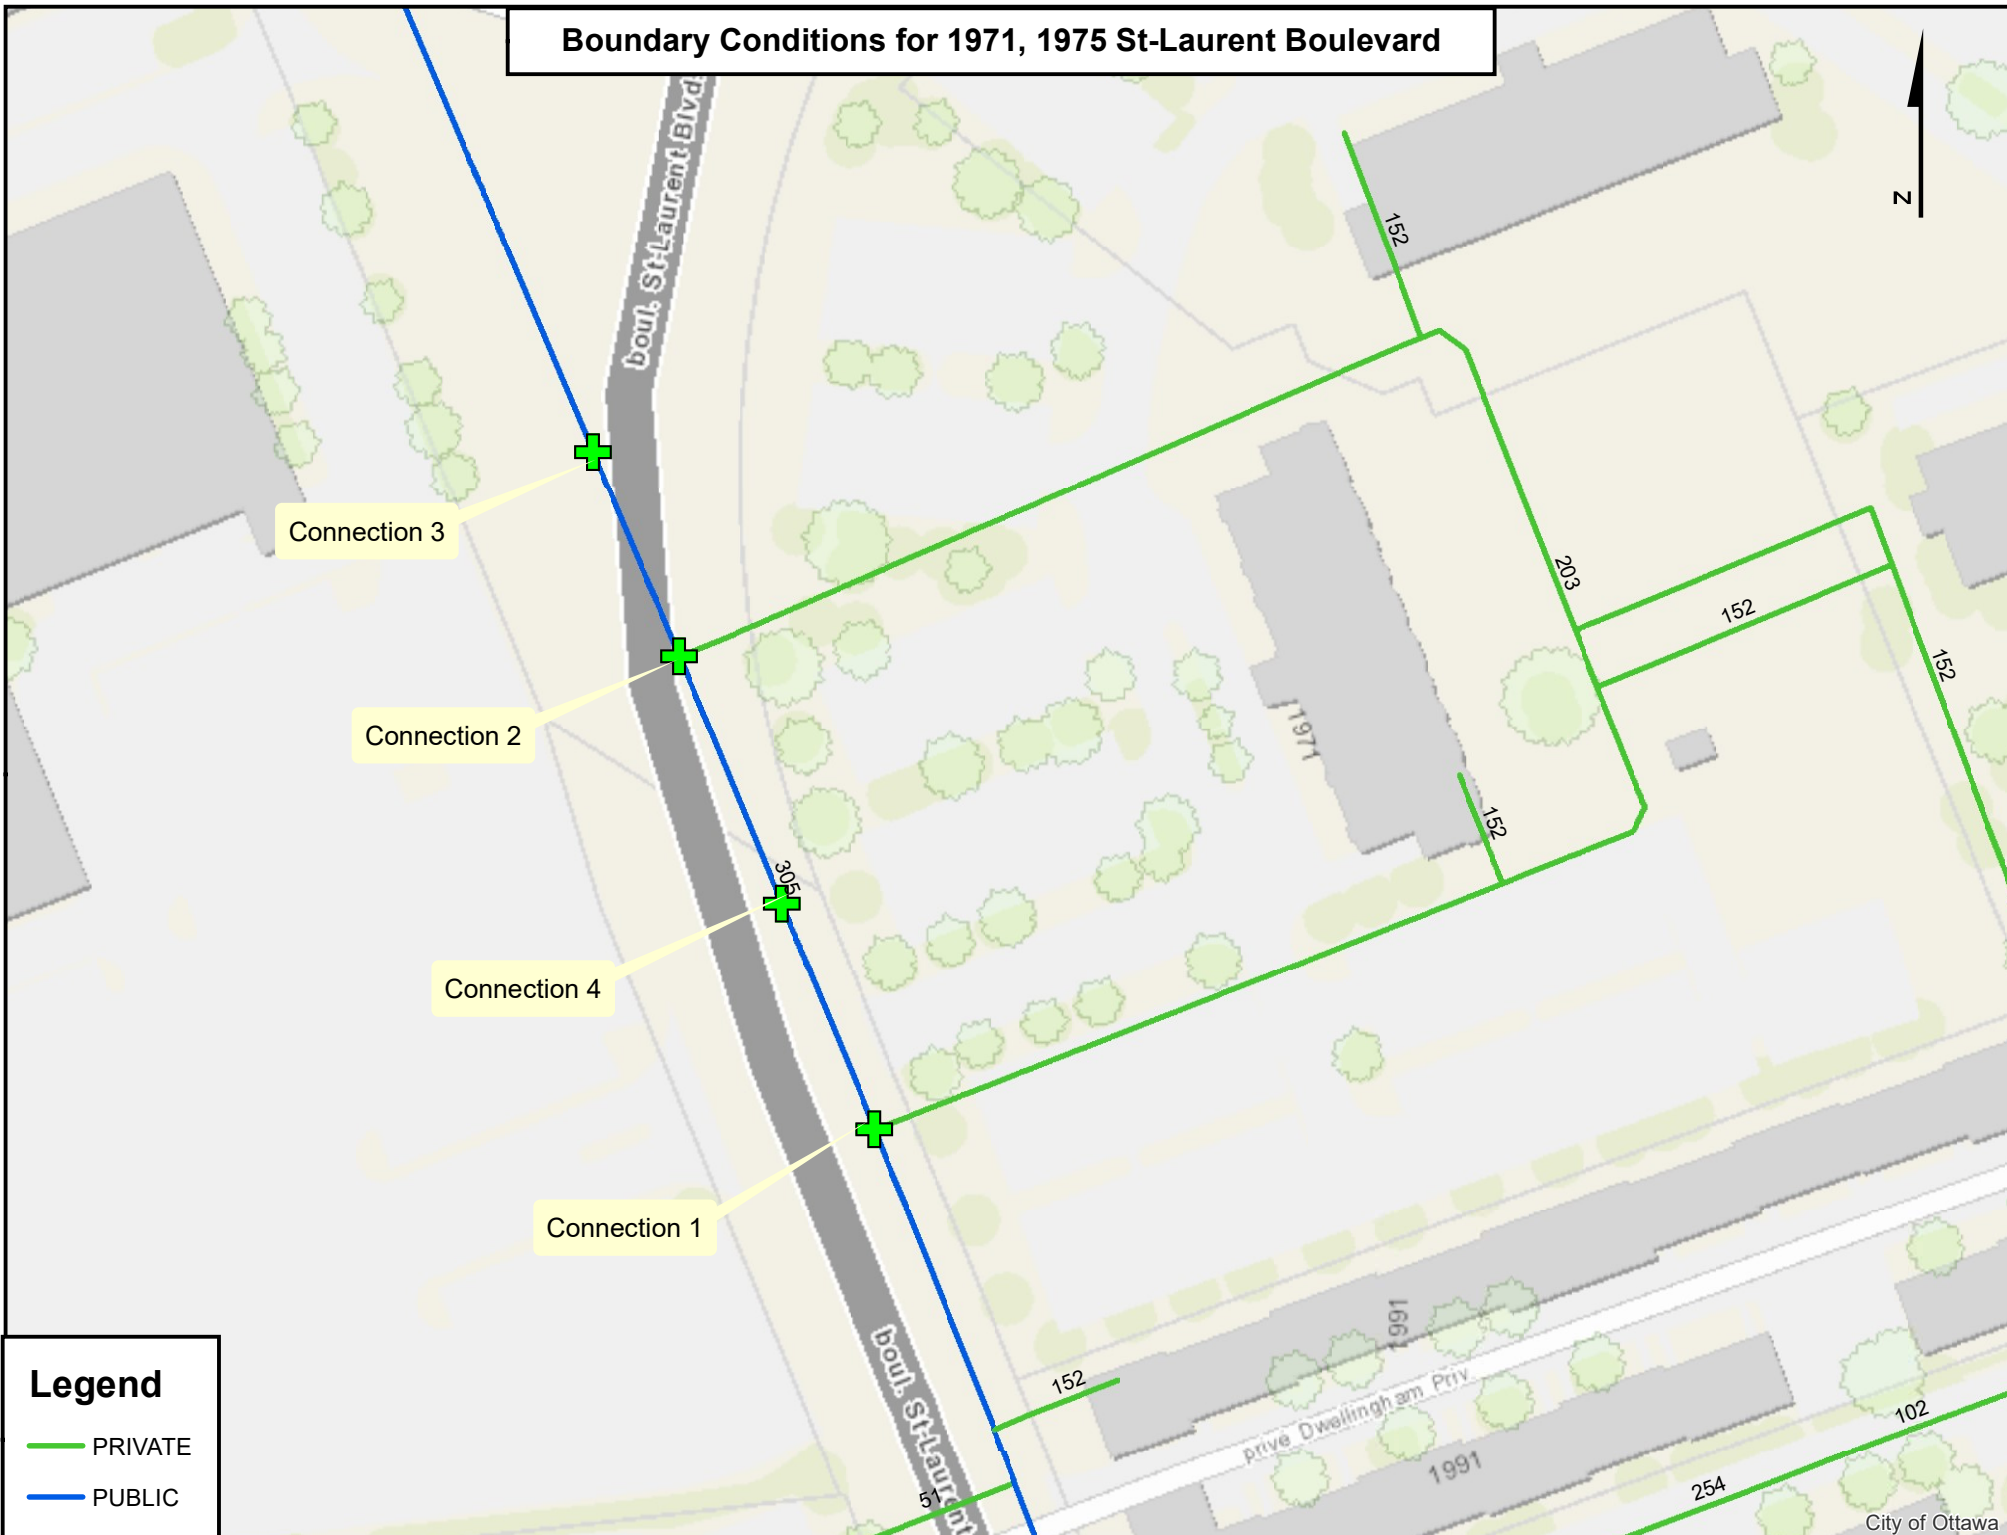 Boundary Conditions for 1971, 1975 St-Laurent Boulevard
boul. St-Laurent Blvd.
N
152
Connection 3
203
152
152
Connection 2
1971
152
305
Connection 4
Connection 1
1991
152
prive Dwellingham Priv
boul. St-Laurent
1991
102
254
51
Legend
PRIVATE
PUBLIC
City of Ottawa